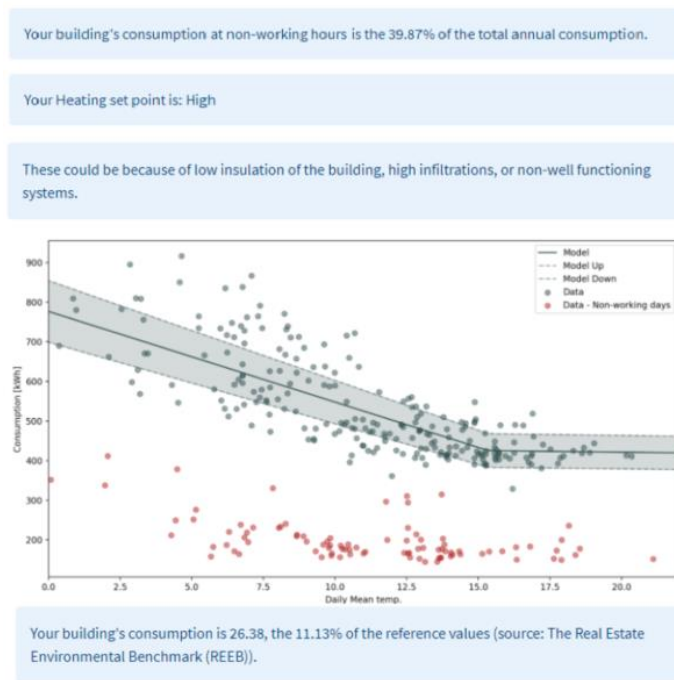 Your building's consumption at non-working hours is the 39.87% of the total annual consumption.
Your Heating set point is: High
These could be because of low insulation of the building, high infiltrations, or non-well functioning
systems.
Model
Model Up
Model Down
Data
Data - Non-working days
Consumption [kWh]
900
800
700
600
500
400
300
200
0.0 2.5 5.0 7.5 10.0 12.5 15.0 17.5 20.0
Daily Mean temp.
Your building's consumption is 26.38, the 11.13% of the reference values (source: The Real Estate
Environmental Benchmark (REEB)).